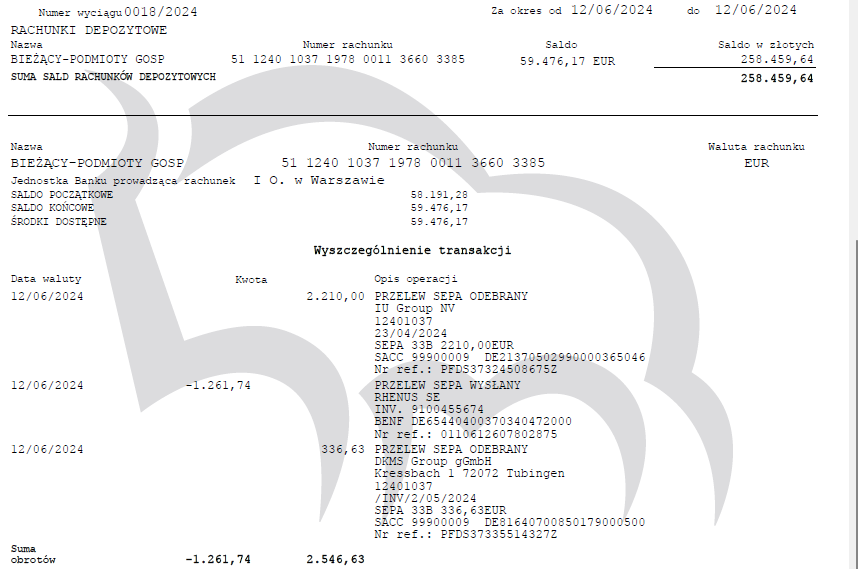 Numer wyciągu 0018/2024 Za okres od 12/06/2024 do 12/06/2024
RACHUNKI DEPOZYTOWE
Nazwa Numer rachunku Saldo Saldo w złotych
BIEŻĄCY-PODMIOTY GOSP 51 1240 1037 1978 0011 3660 3385 59.476,17 EUR 258.459,64
SUMA SALD RACHUNKÓW DEPOZYTOWYCH 258.459,64
Nazwa Numer rachunku Waluta rachunku
BIEŻĄCY-PODMIOTY GOSP 51 1240 1037 1978 0011 3660 3385 EUR
Jednostka Banku prowadząca rachunek I O. w Warszawie
SALDO POCZĄTKOWE 58.191,28
SALDO KOŃCOWE 59.476,17
ŚRODKI DOSTĘPNE 59.476,17
Wyszczególnienie transakcji
Data waluty Kwota Opis operacji
12/06/2024 2.210,00 PRZELEW SEPA ODEBRANY
IU Group NV
12401037
23/04/2024
SEPA 33B 2210,00EUR
SACC 99900009 DE21370502990000365046
Nr ref.: PFDS37324508675Z
12/06/2024 -1.261,74 PRZELEW SEPA WYSŁANY
RHENUS SE
INV. 9100455674
BENF DE65440400370340472000
Nr ref.: 0110612607802875
12/06/2024 336,63 PRZELEW SEPA ODEBRANY
DKMS Group gGmbH
Kressbach 1 72072 Tubingen
12401037
/INV/2/05/2024
SEPA 33B 336,63EUR
SACC 99900009 DE81640700850179000500
Nr ref.: PFDS37335514327Z
Suma
obrotów -1.261,74 2.546,63